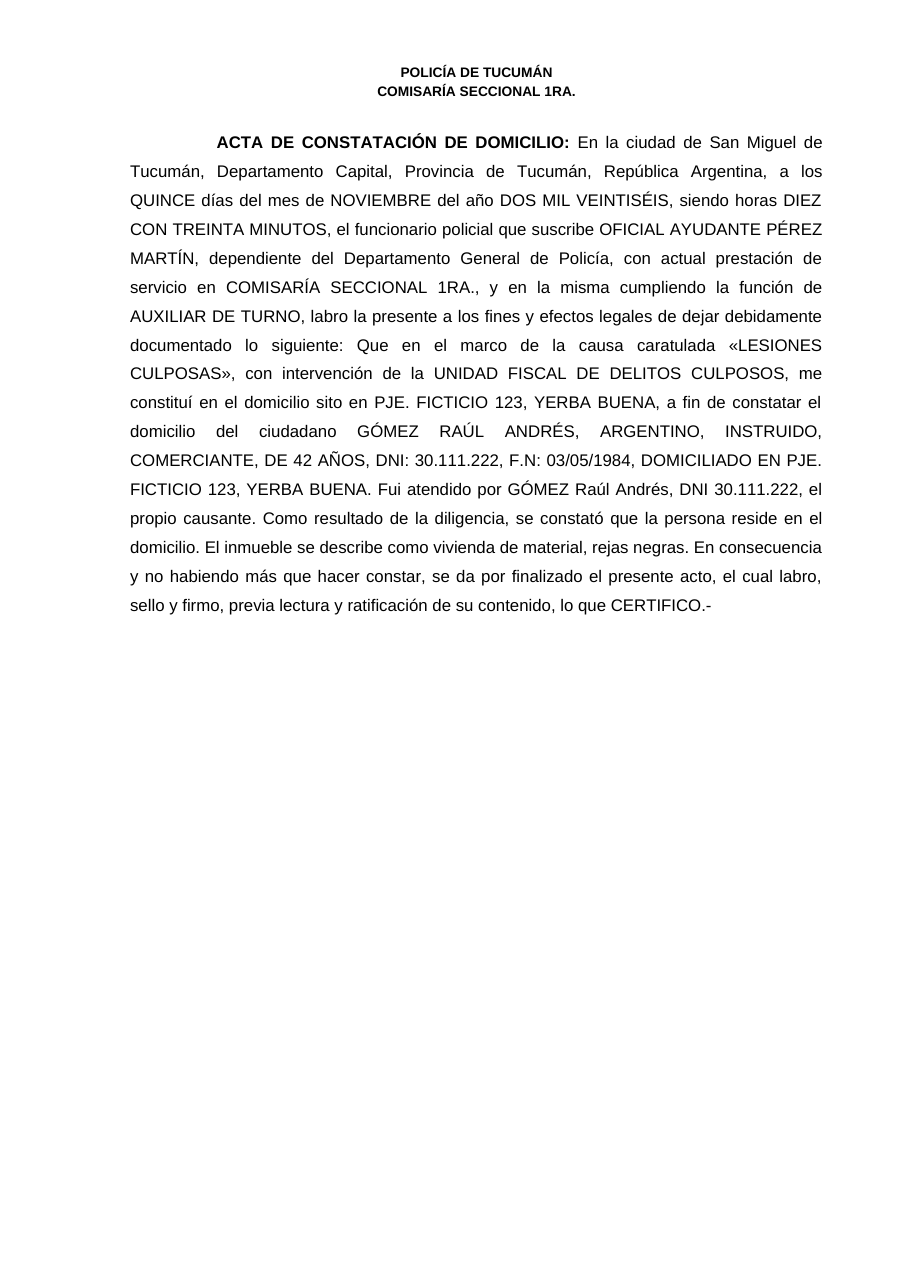 POLICÍA DE TUCUMÁN
COMISARÍA SECCIONAL 1RA.
ACTA DE CONSTATACIÓN DE DOMICILIO: En la ciudad de San Miguel de
Tucumán, Departamento Capital, Provincia de Tucumán, República Argentina, a los
QUINCE días del mes de NOVIEMBRE del año DOS MIL VEINTISÉIS, siendo horas DIEZ
CON TREINTA MINUTOS, el funcionario policial que suscribe OFICIAL AYUDANTE PÉREZ
MARTÍN, dependiente del Departamento General de Policía, con actual prestación de
servicio en COMISARÍA SECCIONAL 1RA., y en la misma cumpliendo la función de
AUXILIAR DE TURNO, labro la presente a los fines y efectos legales de dejar debidamente
documentado lo siguiente: Que en el marco de la causa caratulada «LESIONES
CULPOSAS», con intervención de la UNIDAD FISCAL DE DELITOS CULPOSOS, me
constituí en el domicilio sito en PJE. FICTICIO 123, YERBA BUENA, a fin de constatar el
domicilio del ciudadano GÓMEZ RAÚL ANDRÉS, ARGENTINO, INSTRUIDO,
COMERCIANTE, DE 42 AÑOS, DNI: 30.111.222, F.N: 03/05/1984, DOMICILIADO EN PJE.
FICTICIO 123, YERBA BUENA. Fui atendido por GÓMEZ Raúl Andrés, DNI 30.111.222, el
propio causante. Como resultado de la diligencia, se constató que la persona reside en el
domicilio. El inmueble se describe como vivienda de material, rejas negras. En consecuencia
y no habiendo más que hacer constar, se da por finalizado el presente acto, el cual labro,
sello y firmo, previa lectura y ratificación de su contenido, lo que CERTIFICO.-